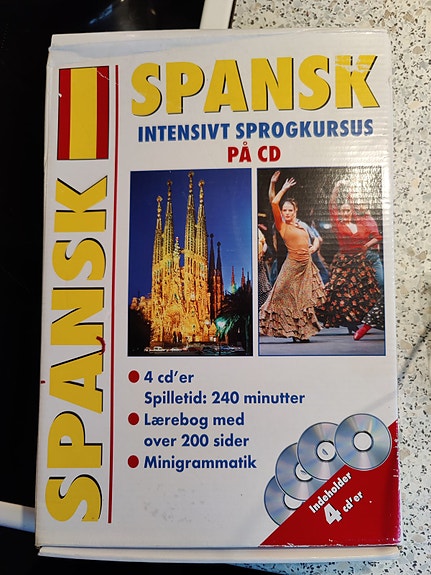 SPANSK
SPANSK
INTENSIVT SPROGKURSUS
PÅ CD
4 cd'er
Spilletid: 240 minutter
Lærebog med
over 200 sider
Minigrammatik
Indeholder
4 cd'er